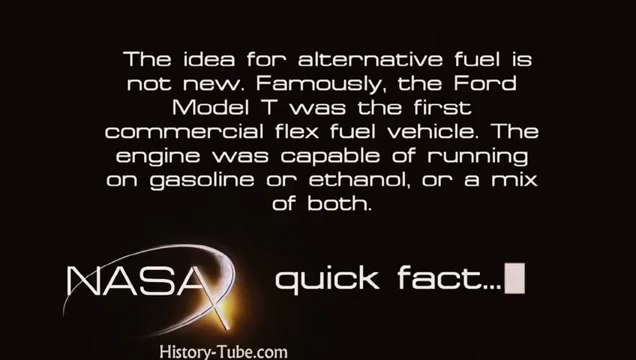 The idea for alternative fuel is
not new. Famously, the Ford
Model T was the first
commercial flex fuel vehicle. The
engine was capable of running
on gasoline or ethanol, or a mix
of both.
NASA
quick fact...
History-Tube.com